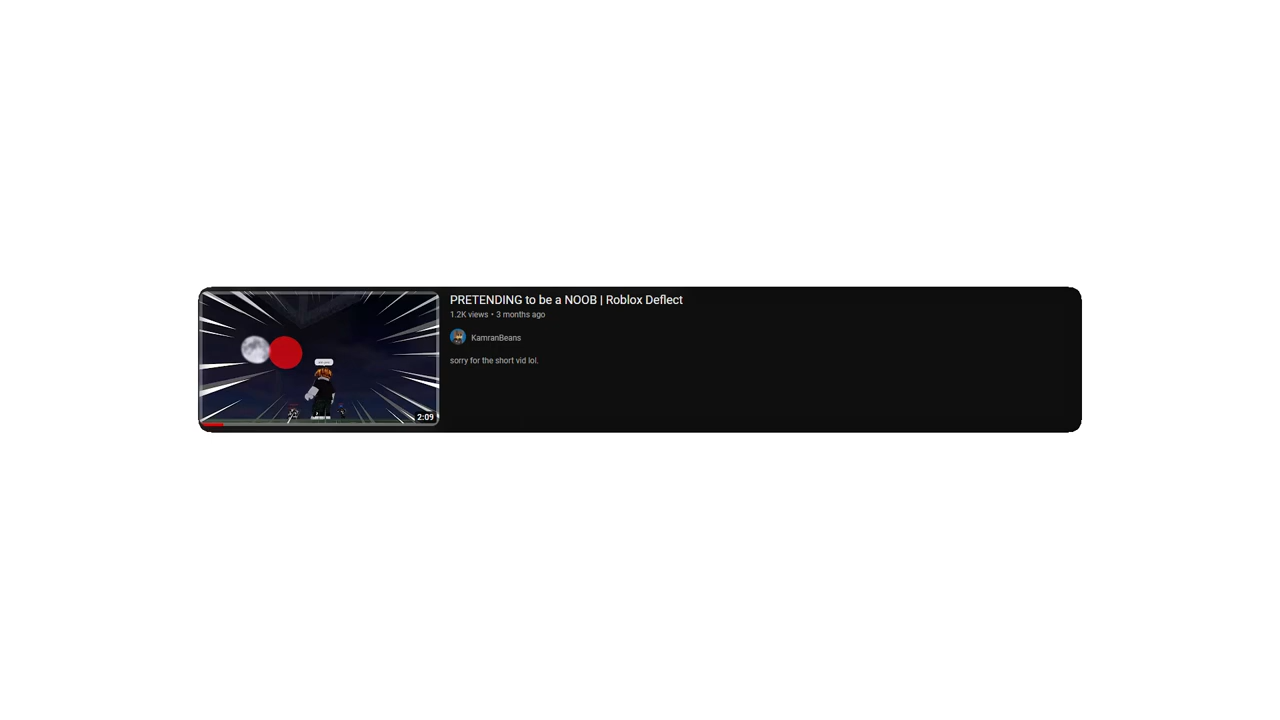 PRETENDING to be a NOOB | Roblox Deflect
1.2K views • 3 months ago
KamranBeans
sorry for the short vid lol.
2:09